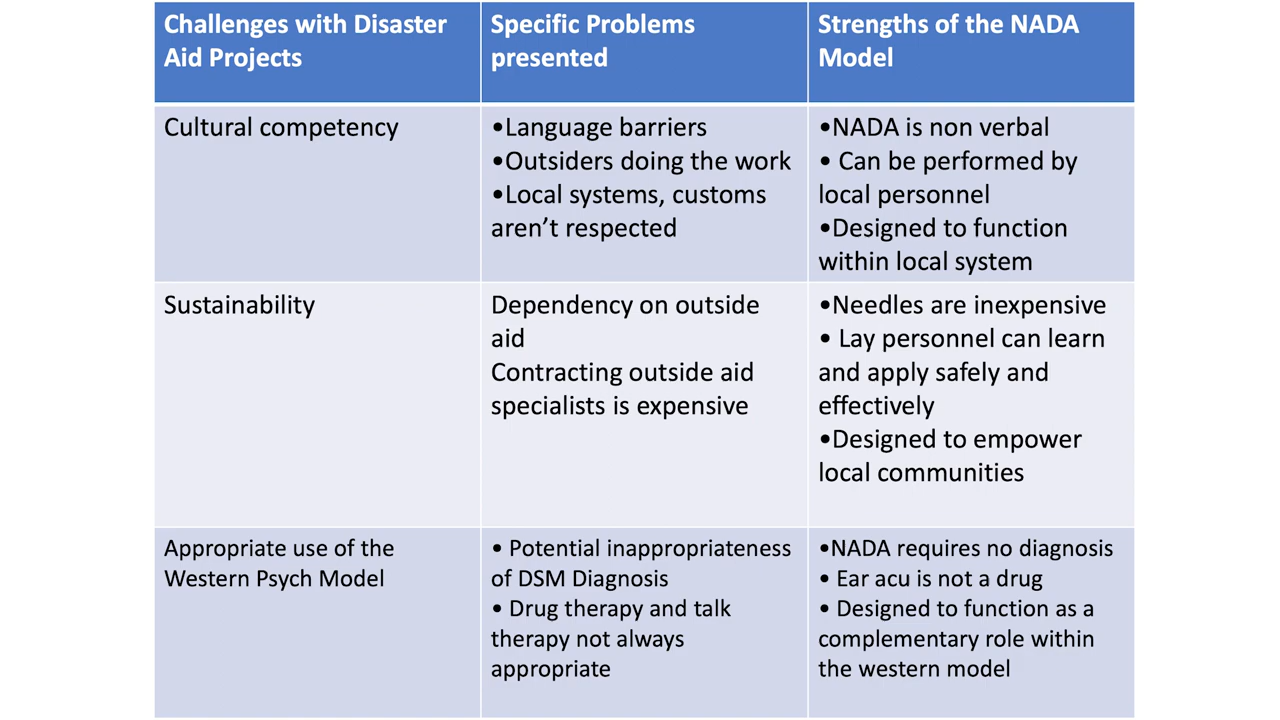 Challenges with Disaster
Aid Projects
Specific Problems
presented
Strengths of the NADA
Model
Cultural competency
•Language barriers
•Outsiders doing the work
•Local systems, customs
aren’t respected
•NADA is non verbal
• Can be performed by
local personnel
•Designed to function
within local system
Sustainability
Dependency on outside
aid
Contracting outside aid
specialists is expensive
•Needles are inexpensive
• Lay personnel can learn
and apply safely and
effectively
•Designed to empower
local communities
Appropriate use of the
Western Psych Model
• Potential inappropriateness
of DSM Diagnosis
• Drug therapy and talk
therapy not always
appropriate
•NADA requires no diagnosis
• Ear acu is not a drug
• Designed to function as a
complementary role within
the western model